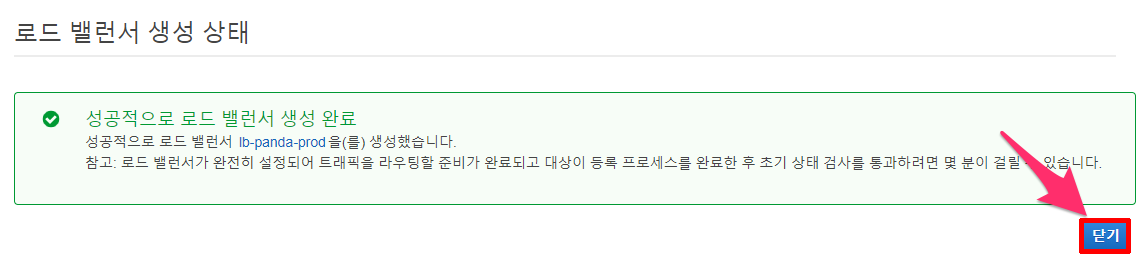 로드 밸런서 생성 상태
성공적으로 로드 밸런서 생성 완료
성공적으로 로드 밸런서 lb-panda-prod 을(를) 생성했습니다.
참고: 로드 밸런서가 완전히 설정되어 트래픽을 라우팅할 준비가 완료되고 대상이 등록 프로세스를 완료한 후 초기 상태 검사를 통과하려면 몇 분이 걸릴 수 있습니다.
닫기